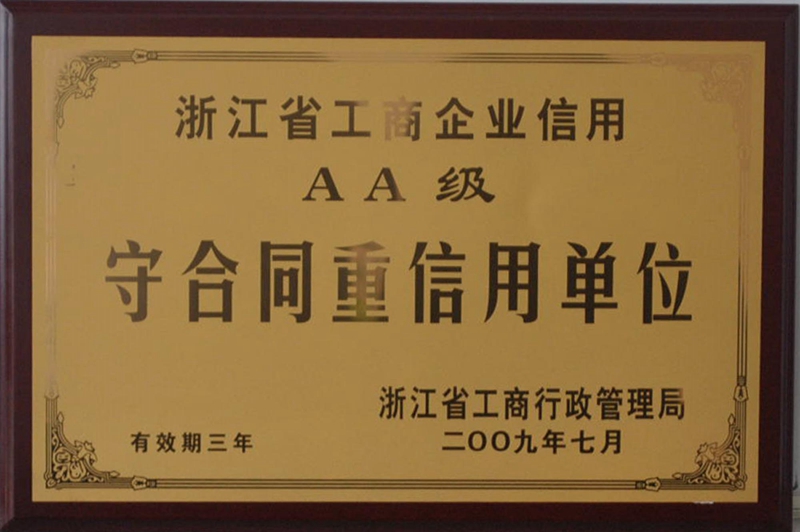 浙江省工商企业信用
AA级
守合同重信用单位
浙江省工商行政管理局
有效期三年
二〇〇九年七月